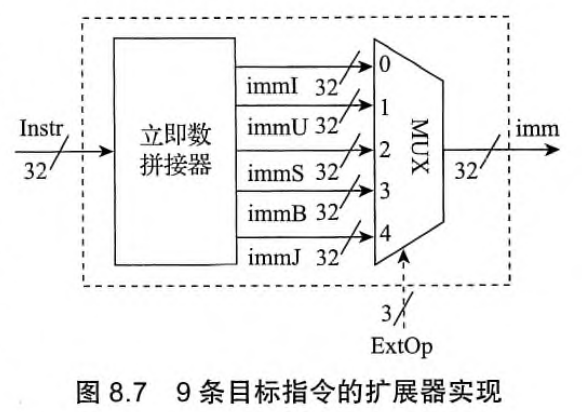 Instr
32
立即数
拼接器
immI 32
immU 32
immS 32
immB 32
immJ 32
0
1
2
3
4
MUX
32
imm
3
ExtOp
图 8.7 9 条目标指令的扩展器实现